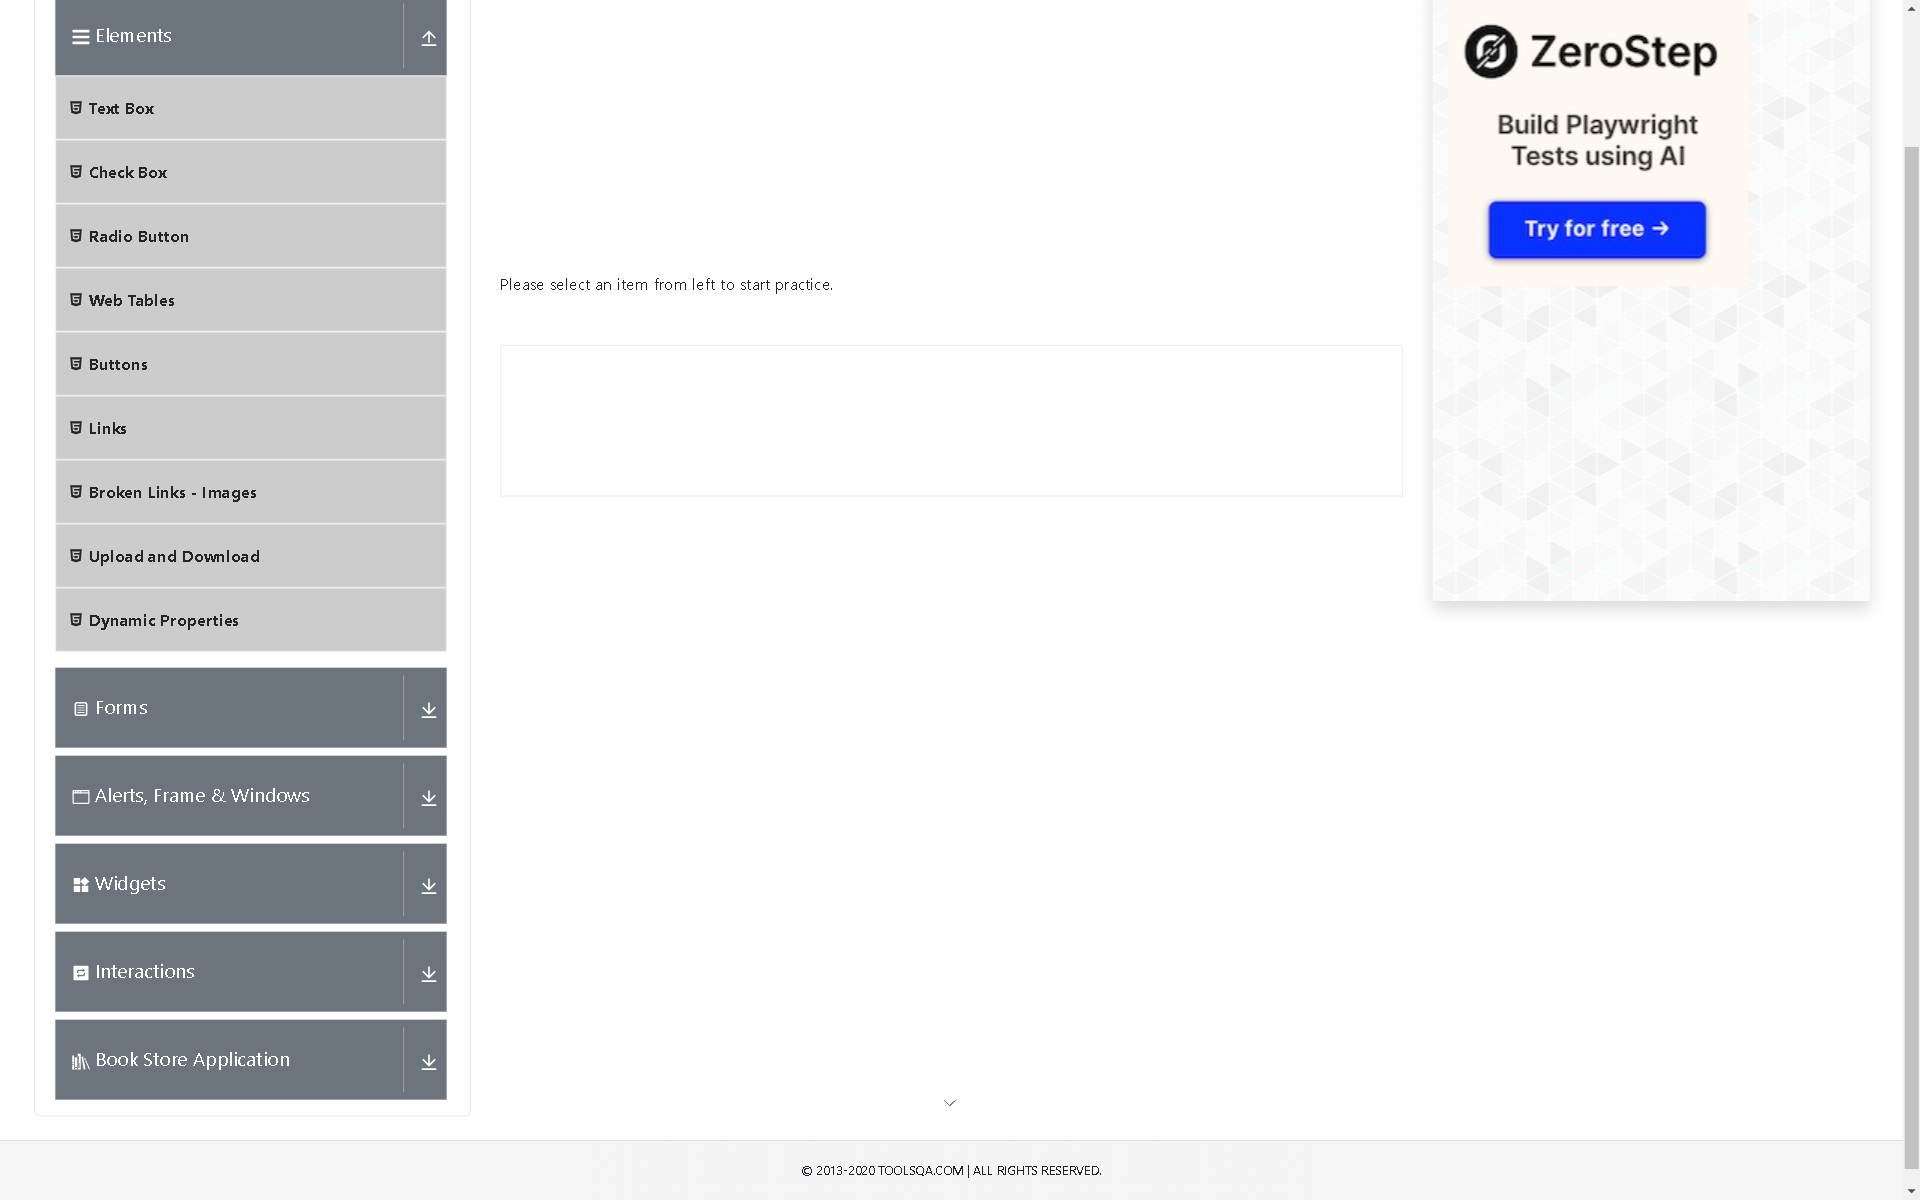 Elements
Text Box
Check Box
Radio Button
Web Tables
Buttons
Links
Broken Links - Images
Upload and Download
Dynamic Properties
Forms
Alerts, Frame & Windows
Widgets
Interactions
Book Store Application
Please select an item from left to start practice.
ZeroStep
Build Playwright
Tests using AI
Try for free →
© 2013-2020 TOOLSQA.COM | ALL RIGHTS RESERVED.